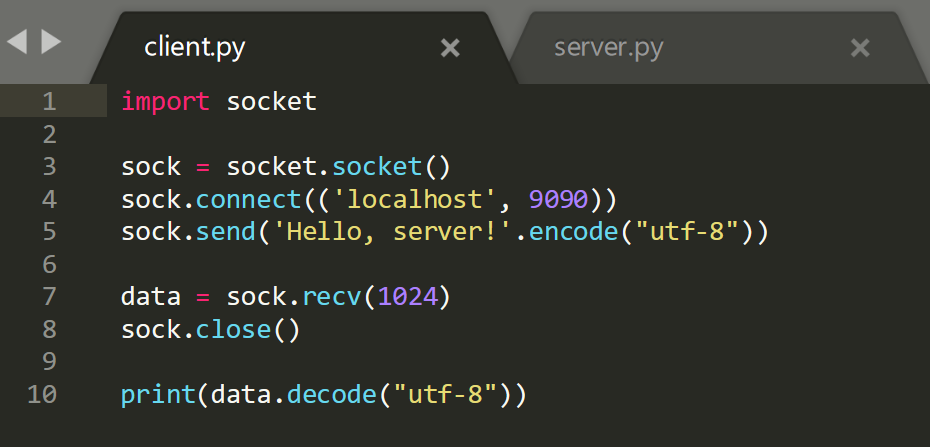 client.py × server.py ×
1 import socket
2
3 sock = socket.socket()
4 sock.connect(('localhost', 9090))
5 sock.send('Hello, server!'.encode("utf-8"))
6
7 data = sock.recv(1024)
8 sock.close()
9
10 print(data.decode("utf-8"))